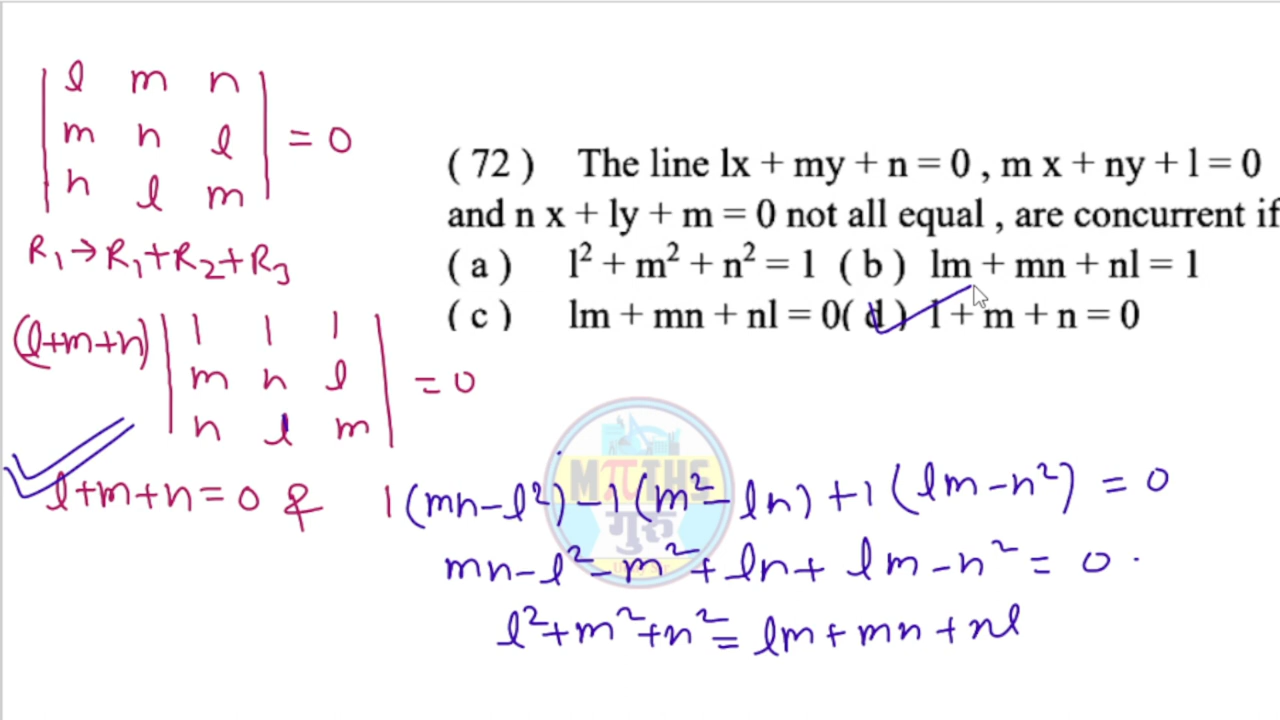 | l m n |
| m n l | = 0
| n l m |
R₁→R₁+R₂+R₃
(l+m+n) | 1 1 1 |
| m n l | = 0
| n l m |
l+m+n=0 & 1(mn-l²)-1(m²-ln)+1(lm-n²) = 0
mn-l²-m²+ln+lm-n² = 0.
l²+m²+n²=lm+mn+nl
( 72 ) The line lx + my + n = 0 , m x + ny + l = 0
and n x + ly + m = 0 not all equal , are concurrent if
( a ) l² + m² + n² = 1 ( b ) lm + mn + nl = 1
( c ) lm + mn + nl = 0( d ) l + m + n = 0
MπTHS
गुरु